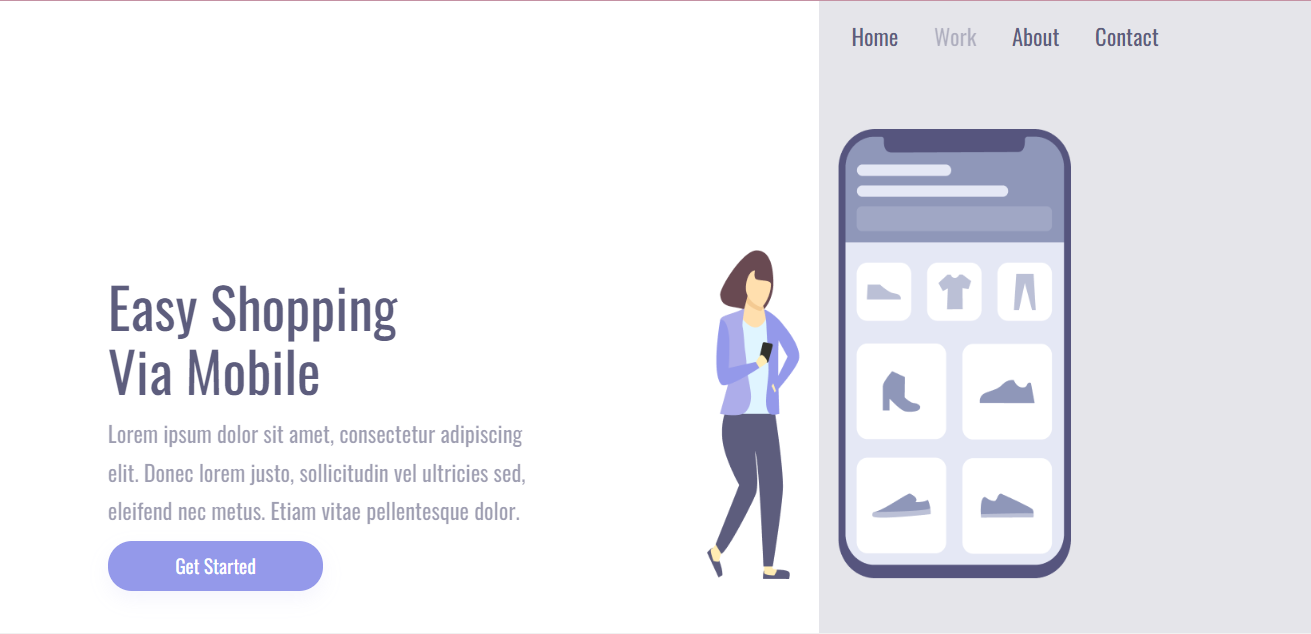 Home Work About Contact
Easy Shopping
Via Mobile
Lorem ipsum dolor sit amet, consectetur adipiscing
elit. Donec lorem justo, sollicitudin vel ultricies sed,
eleifend nec metus. Etiam vitae pellentesque dolor.
Get Started